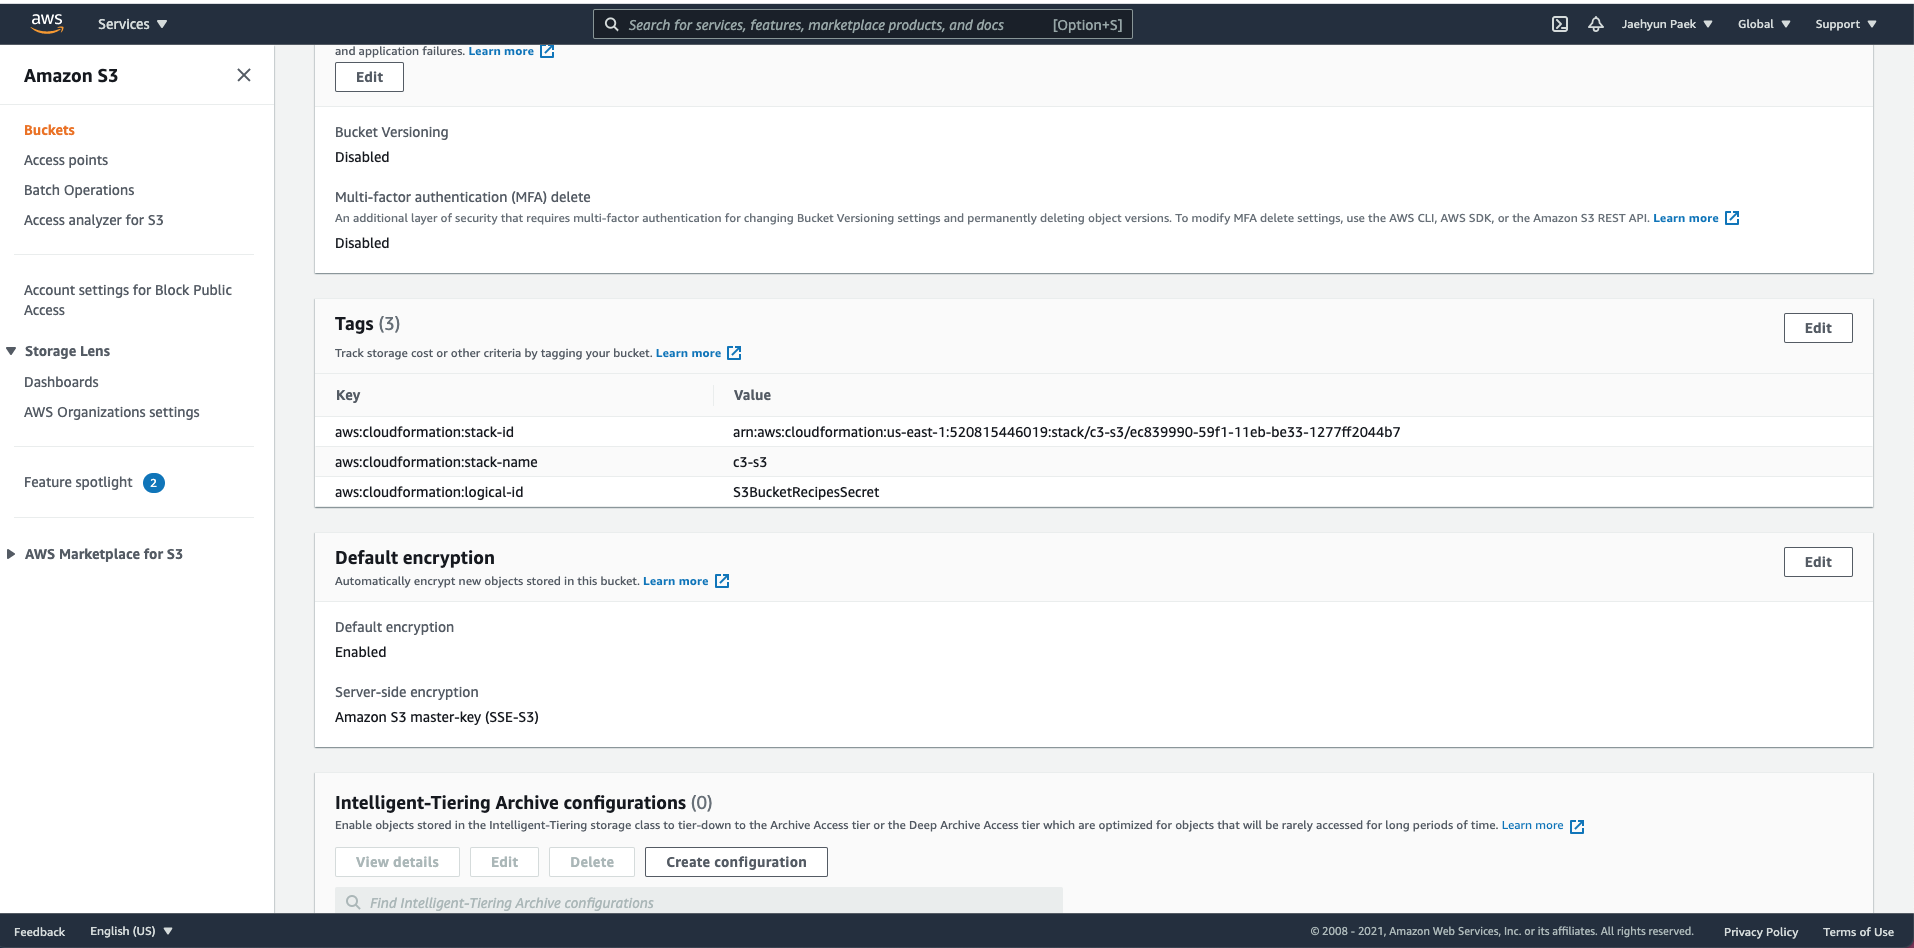 aws
Services
Search for services, features, marketplace products, and docs [Option+S]
Jaehyun Paek
Global
Support
Amazon S3
Buckets
Access points
Batch Operations
Access analyzer for S3
Account settings for Block Public
Access
Storage Lens
Dashboards
AWS Organizations settings
Feature spotlight 2
AWS Marketplace for S3
and application failures. Learn more
Edit
Bucket Versioning
Disabled
Multi-factor authentication (MFA) delete
An additional layer of security that requires multi-factor authentication for changing Bucket Versioning settings and permanently deleting object versions. To modify MFA delete settings, use the AWS CLI, AWS SDK, or the Amazon S3 REST API. Learn more
Disabled
Tags (3)
Edit
Track storage cost or other criteria by tagging your bucket. Learn more
Key Value
aws:cloudformation:stack-id arn:aws:cloudformation:us-east-1:520815446019:stack/c3-s3/ec839990-59f1-11eb-be33-1277ff2044b7
aws:cloudformation:stack-name c3-s3
aws:cloudformation:logical-id S3BucketRecipesSecret
Default encryption
Edit
Automatically encrypt new objects stored in this bucket. Learn more
Default encryption
Enabled
Server-side encryption
Amazon S3 master-key (SSE-S3)
Intelligent-Tiering Archive configurations (0)
Enable objects stored in the Intelligent-Tiering storage class to tier-down to the Archive Access tier or the Deep Archive Access tier which are optimized for objects that will be rarely accessed for long periods of time. Learn more
View details Edit Delete Create configuration
Find Intelligent-Tiering Archive configurations
Feedback English (US) © 2008 - 2021, Amazon Web Services, Inc. or its affiliates. All rights reserved. Privacy Policy Terms of Use